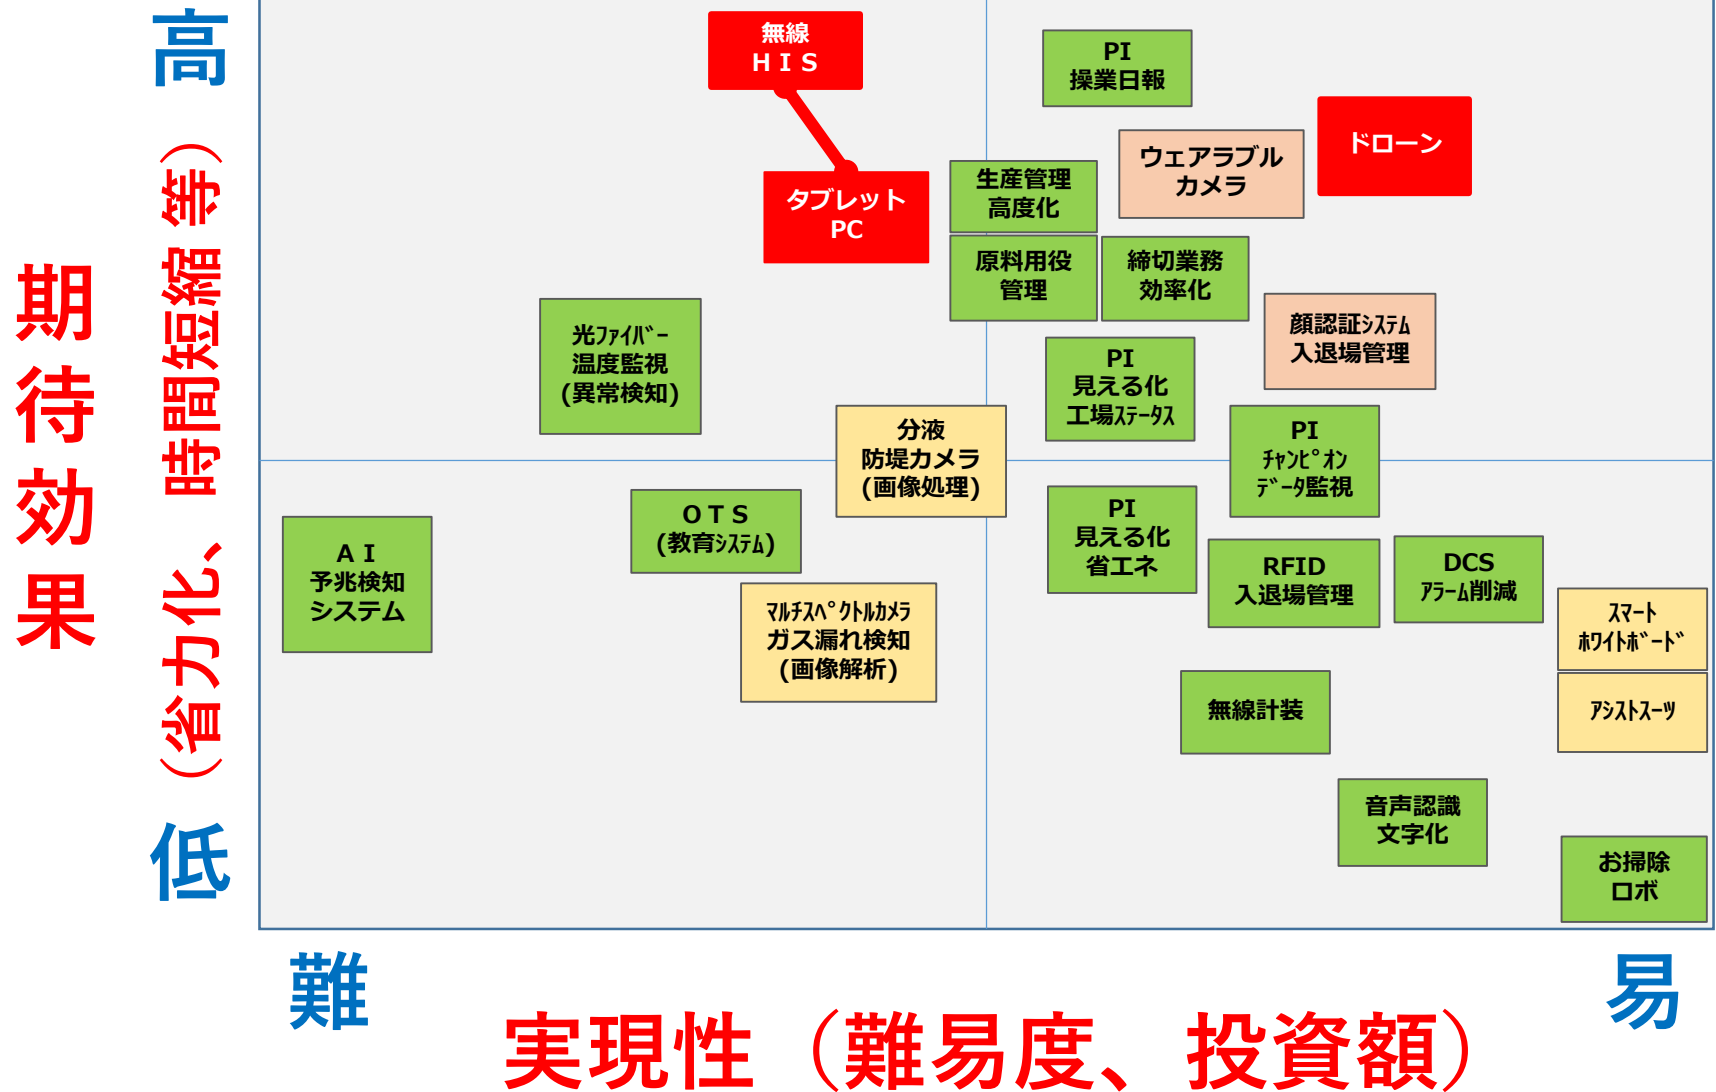 高
期待効果
(省力化、時間短縮 等)
低
無線
ＨＩＳ
タブレット
PC
PI
操業日報
ウェアラブル
カメラ
ドローン
生産管理
高度化
原料用役
管理
締切業務
効率化
顔認証ｼｽﾃﾑ
入退場管理
光ﾌｧｲﾊﾞｰ
温度監視
(異常検知)
PI
見える化
工場ｽﾃｰﾀｽ
分液
防堤カメラ
(画像処理)
PI
ﾁｬﾝﾋﾟｵﾝ
ﾃﾞｰﾀ監視
ＯＴＳ
(教育ｼｽﾃﾑ)
PI
見える化
省エネ
ＡＩ
予兆検知
システム
RFID
入退場管理
DCS
ｱﾗｰﾑ削減
ﾏﾙﾁｽﾍﾟｸﾄﾙｶﾒﾗ
ガス漏れ検知
(画像解析)
ｽﾏｰﾄ
ﾎﾜｲﾄﾎﾞｰﾄﾞ
無線計装
ｱｼｽﾄｽｰﾂ
音声認識
文字化
お掃除
ロボ
難
易
実現性（難易度、投資額）